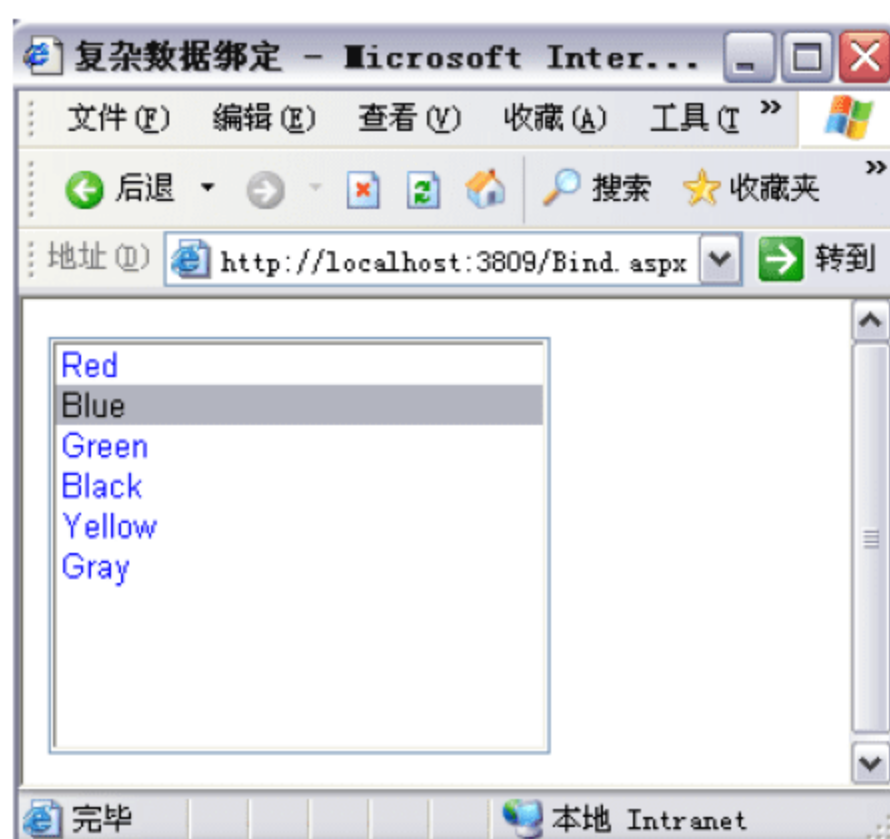 复杂数据绑定 - Microsoft Inter...
文件(F) 编辑(E) 查看(V) 收藏(A) 工具(T »
后退 搜索 收藏夹 »
地址(D) http://localhost:3809/Bind.aspx 转到
Red
Blue
Green
Black
Yellow
Gray
完毕 本地 Intranet